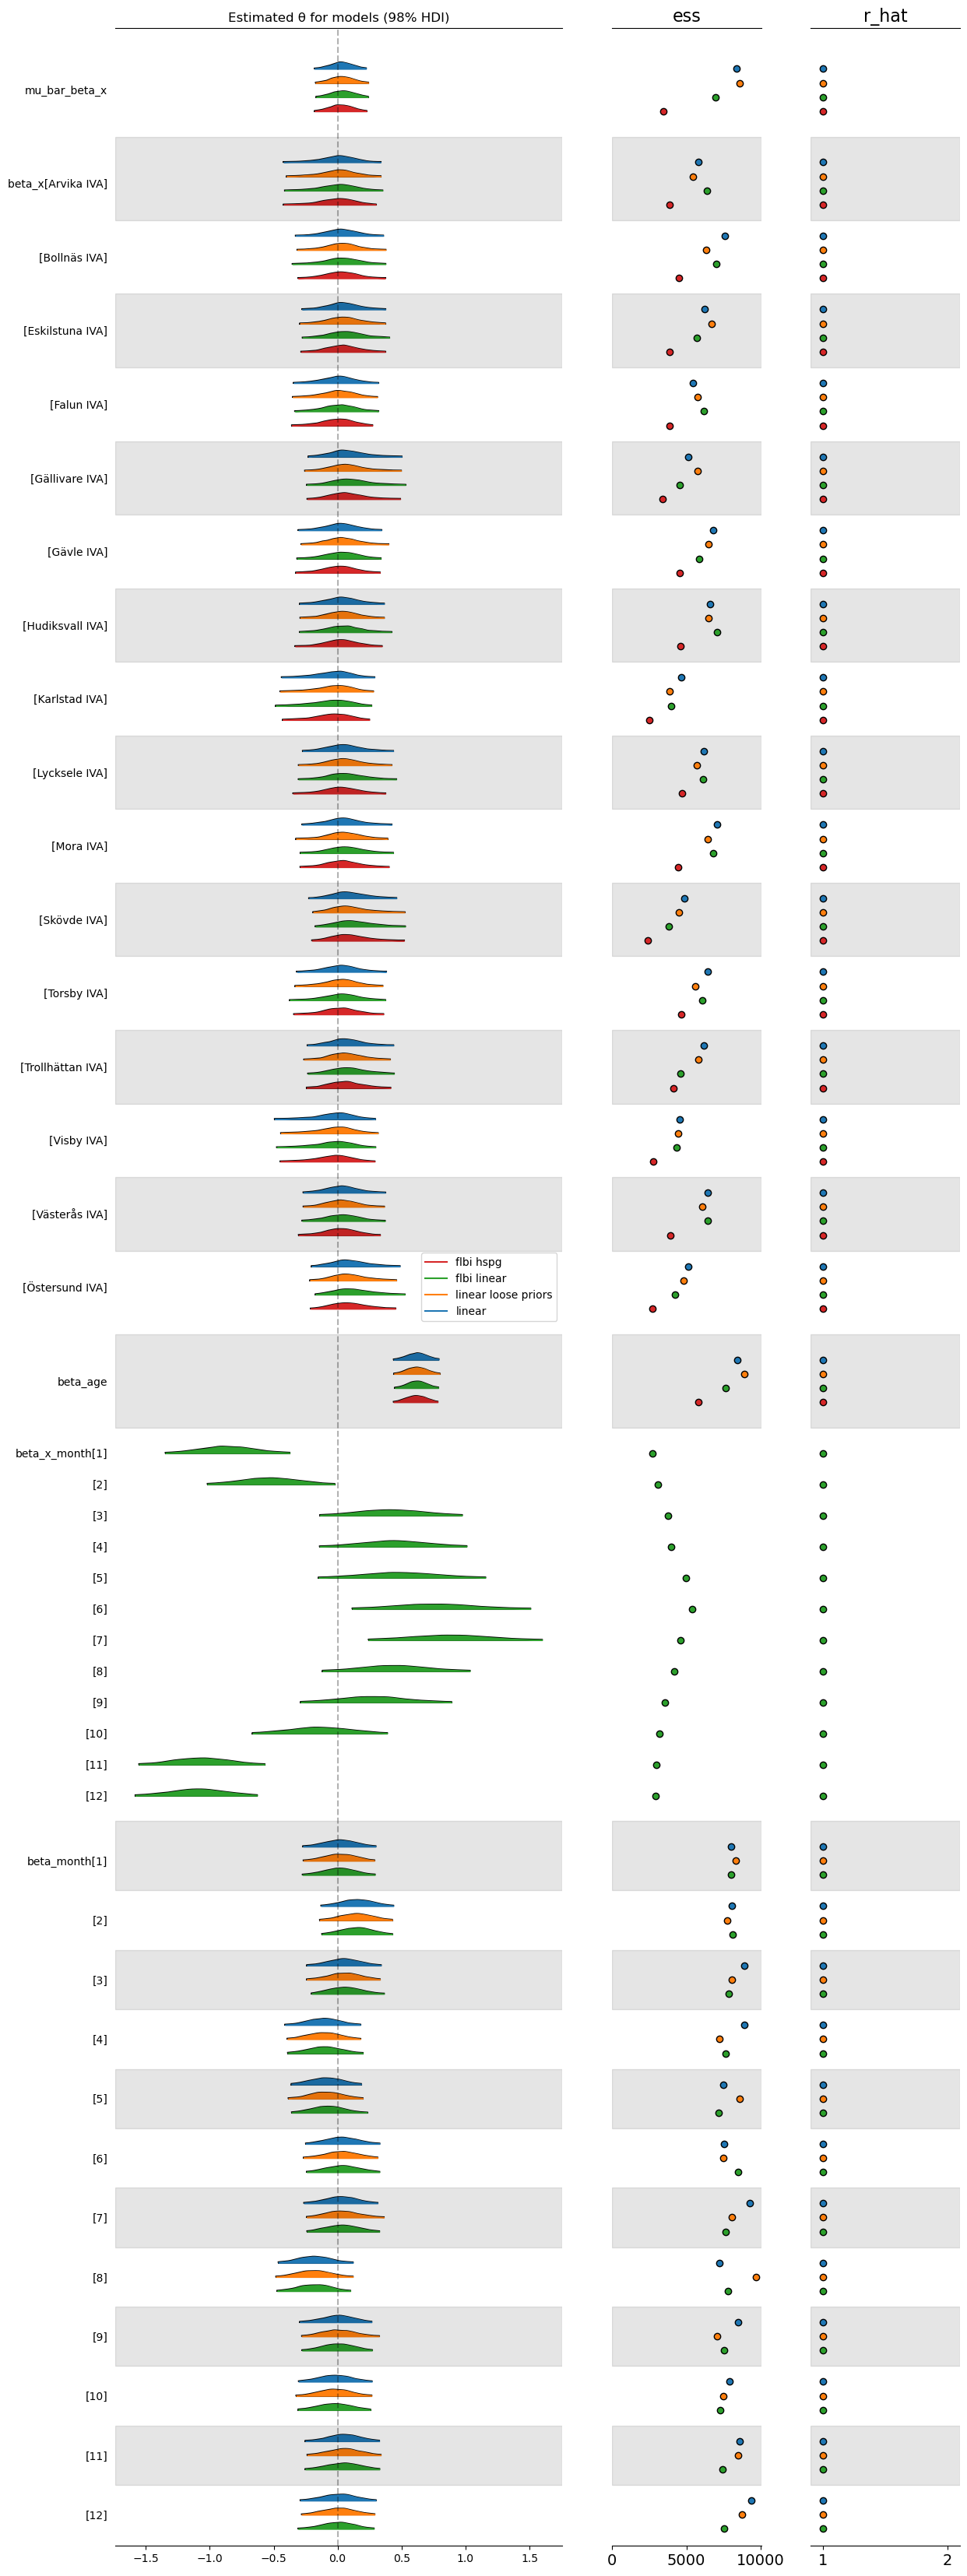 Estimated θ for models (98% HDI)
ess
r_hat
mu_bar_beta_x
beta_x[Arvika IVA]
[Bollnäs IVA]
[Eskilstuna IVA]
[Falun IVA]
[Gällivare IVA]
[Gävle IVA]
[Hudiksvall IVA]
[Karlstad IVA]
[Lycksele IVA]
[Mora IVA]
[Skövde IVA]
[Torsby IVA]
[Trollhättan IVA]
[Visby IVA]
[Västerås IVA]
[Östersund IVA]
flbi hspg
flbi linear
linear loose priors
linear
beta_age
beta_x_month[1]
[2]
[3]
[4]
[5]
[6]
[7]
[8]
[9]
[10]
[11]
[12]
beta_month[1]
[2]
[3]
[4]
[5]
[6]
[7]
[8]
[9]
[10]
[11]
[12]
−1.5 −1.0 −0.5 0.0 0.5 1.0 1.5
0 5000 10000
1 2